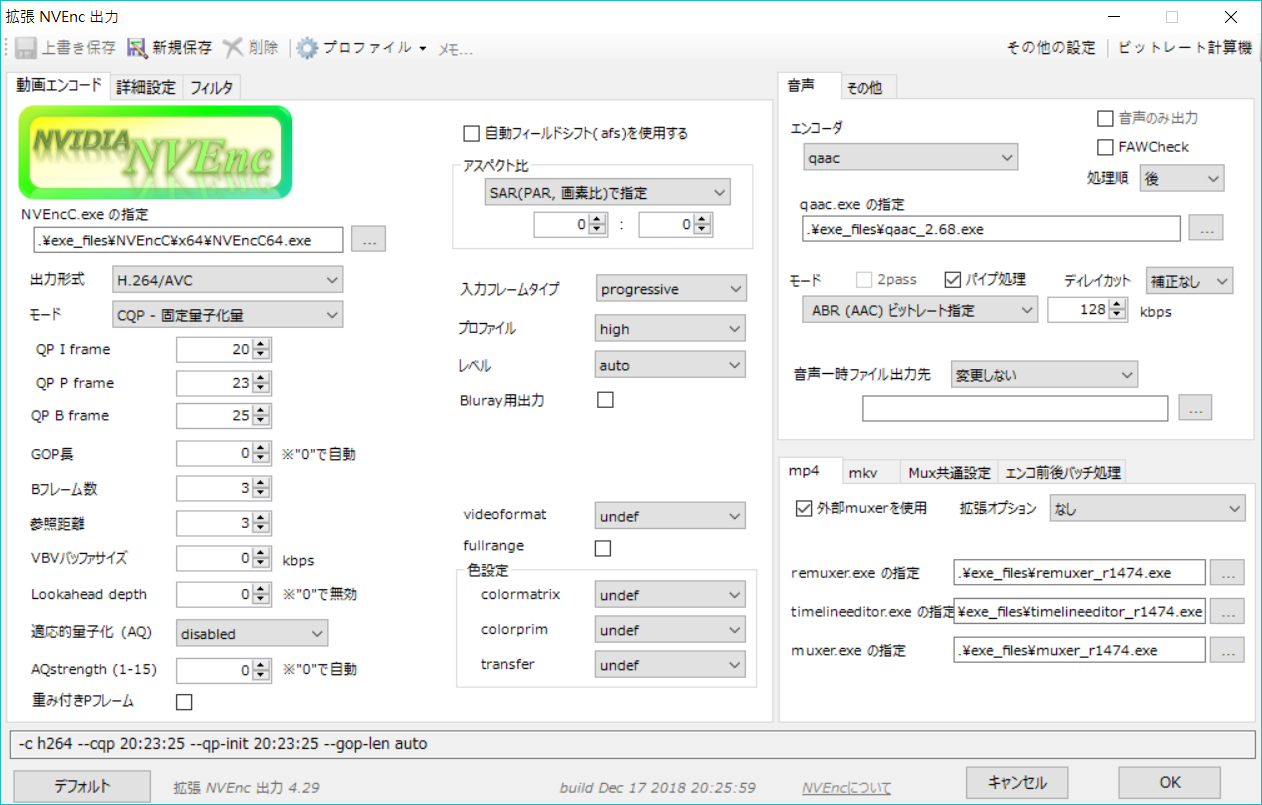 拡張 NVEnc 出力
上書き保存 新規保存 削除 プロファイル メモ...
その他の設定 ビットレート計算機
動画エンコード 詳細設定 フィルタ
NVIDIA NVEnc
NVEncC.exe の指定
.¥exe_files¥NVEncC¥x64¥NVEncC64.exe ...
出力形式 H.264/AVC
モード CQP - 固定量子化量
QP I frame 20
QP P frame 23
QP B frame 25
GOP長 0 ※"0"で自動
Bフレーム数 3
参照距離 3
VBVバッファサイズ 0 kbps
Lookahead depth 0 ※"0"で無効
適応的量子化 (AQ) disabled
AQstrength (1-15) 0 ※"0"で自動
重み付きPフレーム
自動フィールドシフト( afs)を使用する
アスペクト比
SAR(PAR, 画素比)で指定
0 : 0
入力フレームタイプ progressive
プロファイル high
レベル auto
Bluray用出力
videoformat undef
fullrange
色設定
colormatrix undef
colorprim undef
transfer undef
音声 その他
エンコーダ
qaac
音声のみ出力
FAWCheck
処理順 後
qaac.exe の指定
.¥exe_files¥qaac_2.68.exe ...
モード 2pass パイプ処理 ディレイカット 補正なし
ABR (AAC) ビットレート指定 128 kbps
音声一時ファイル出力先 変更しない
...
mp4 mkv Mux共通設定 エンコ前後バッチ処理
外部muxerを使用 拡張オプション なし
remuxer.exe の指定 .¥exe_files¥remuxer_r1474.exe ...
timelineeditor.exe の指定 ¥exe_files¥timelineeditor_r1474.exe ...
muxer.exe の指定 .¥exe_files¥muxer_r1474.exe ...
-c h264 --cqp 20:23:25 --qp-init 20:23:25 --gop-len auto
デフォルト 拡張 NVEnc 出力 4.29 build Dec 17 2018 20:25:59 NVEncについて キャンセル OK